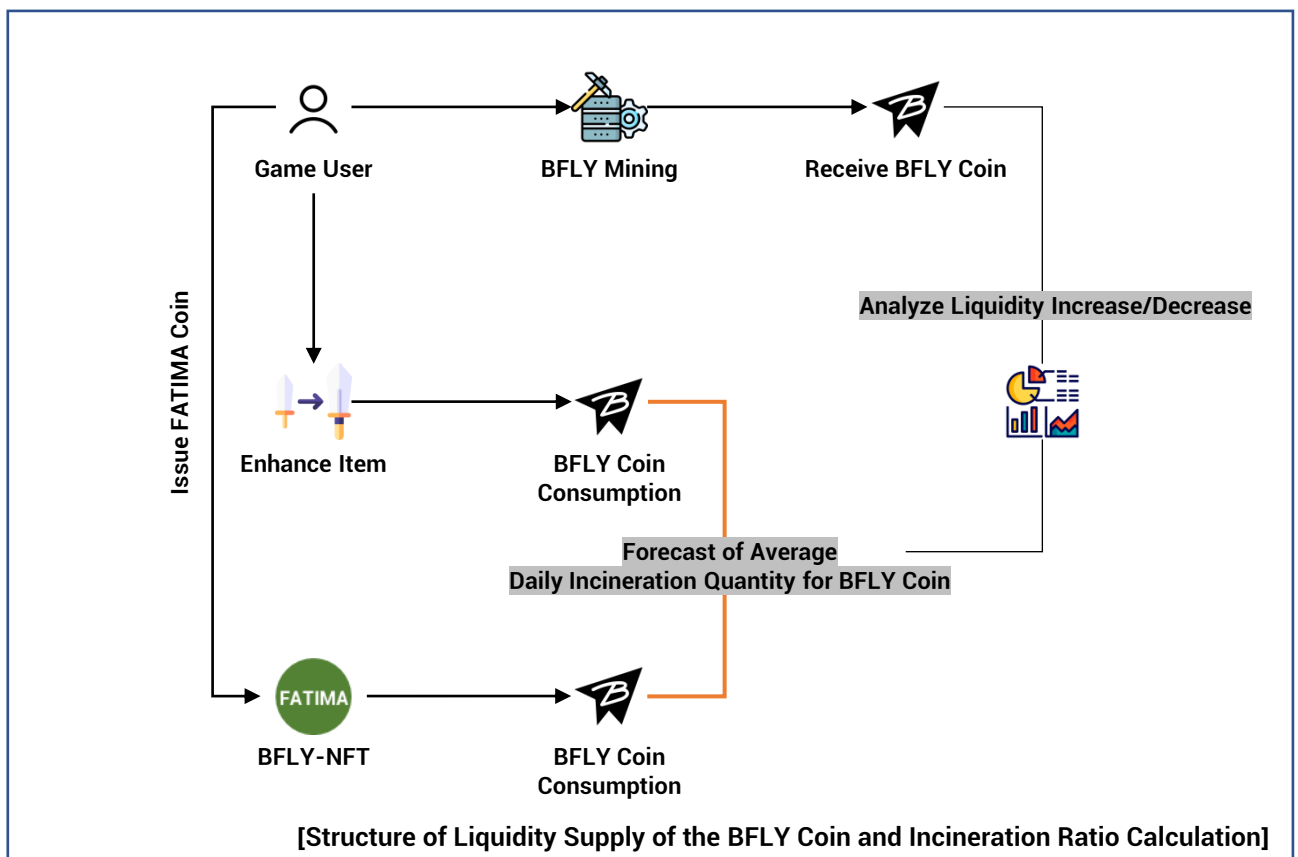 Game User
BFLY Mining
Receive BFLY Coin
Issue FATIMA Coin
Analyze Liquidity Increase/Decrease
Enhance Item
BFLY Coin
Consumption
Forecast of Average
Daily Incineration Quantity for BFLY Coin
FATIMA
BFLY-NFT
BFLY Coin
Consumption
[Structure of Liquidity Supply of the BFLY Coin and Incineration Ratio Calculation]